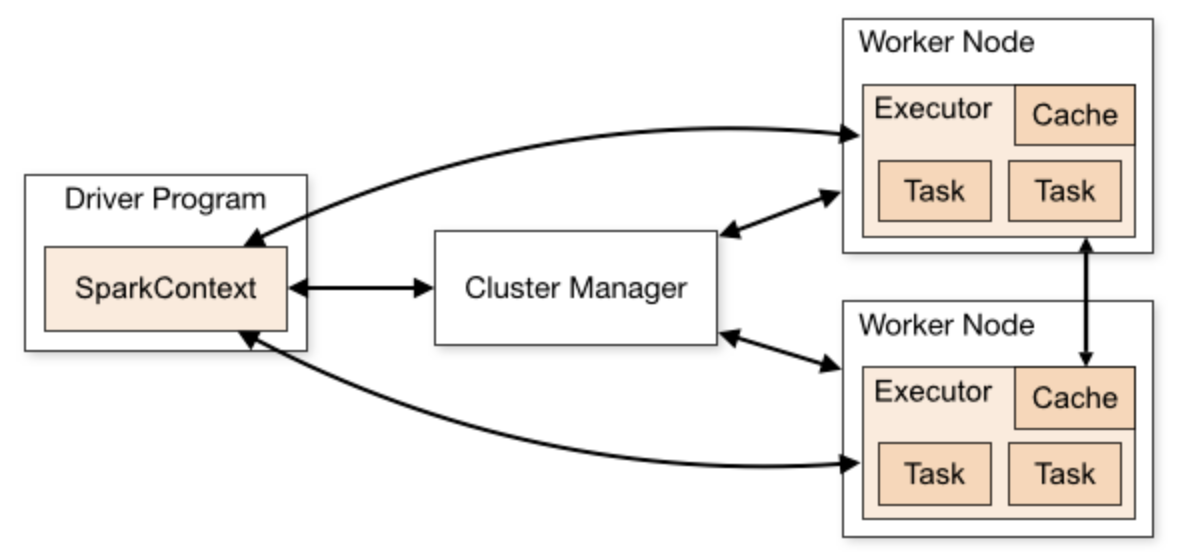 Driver Program
SparkContext
Cluster Manager
Worker Node
Executor
Cache
Task
Task
Worker Node
Executor
Cache
Task
Task